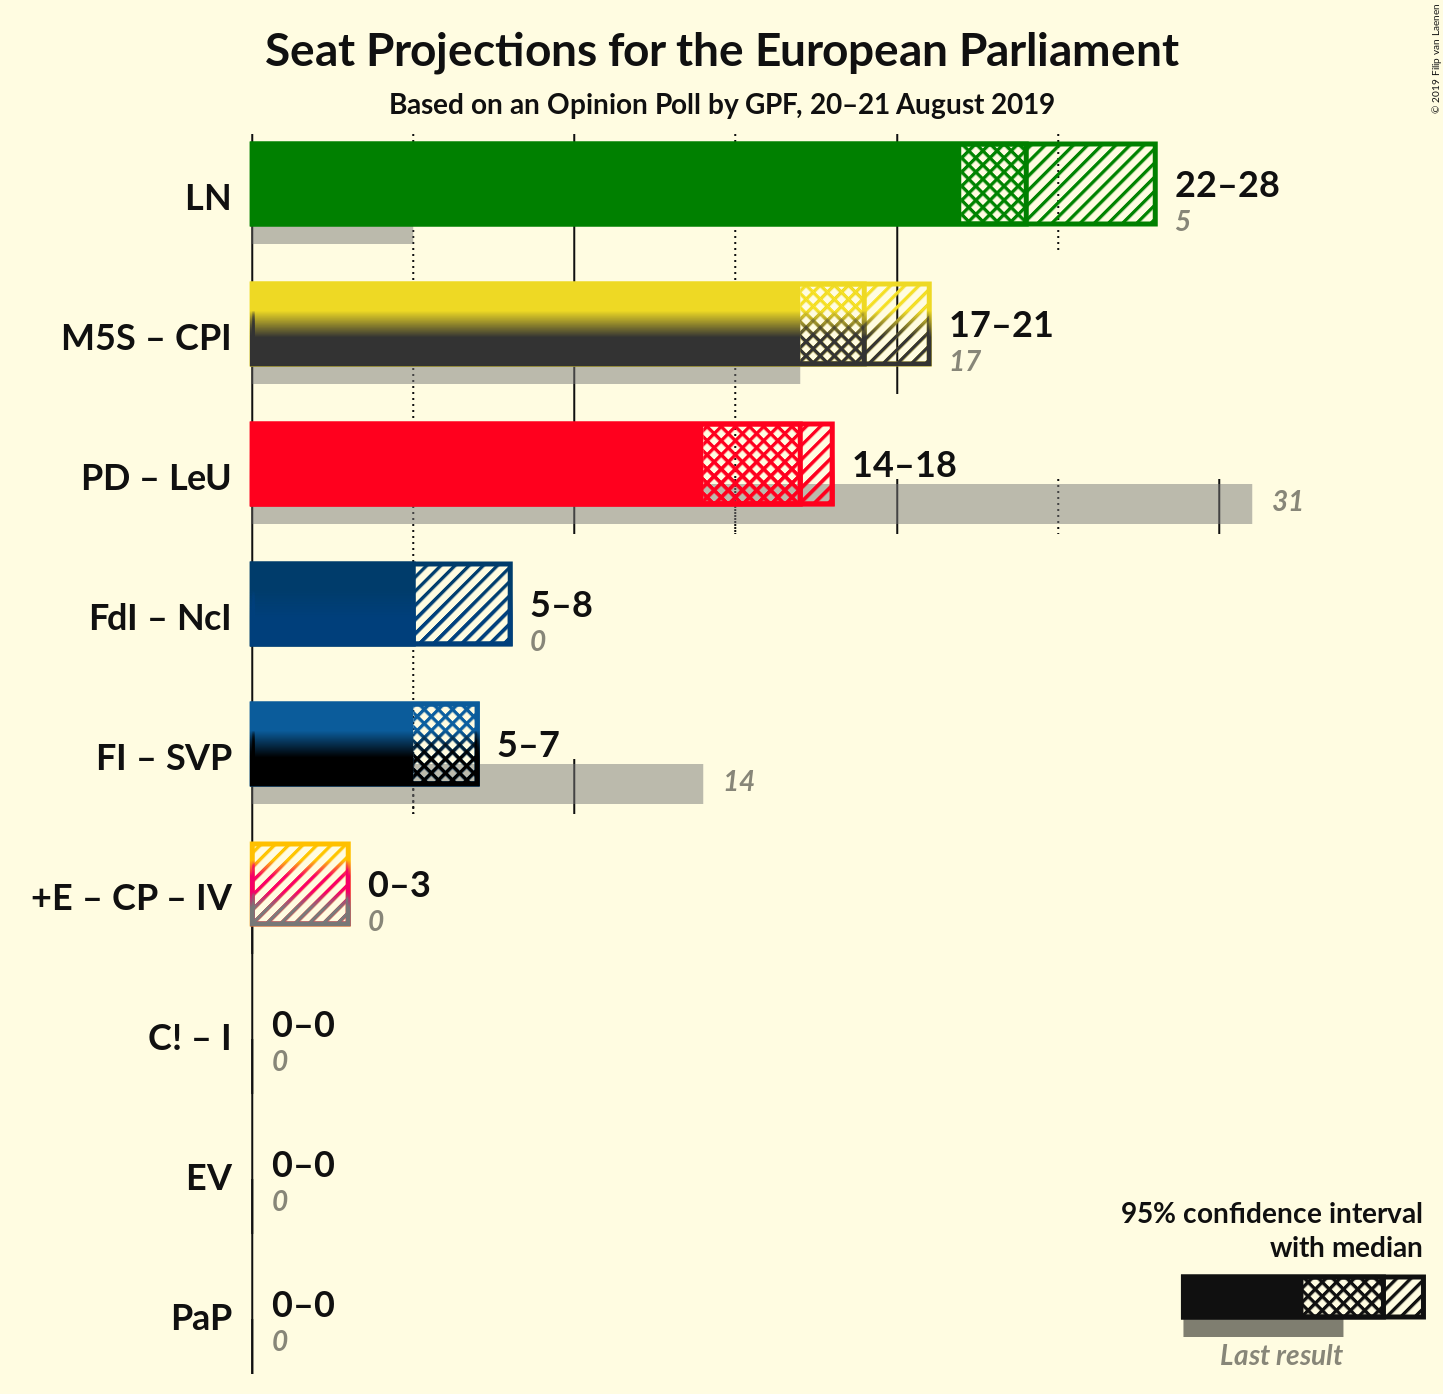 Seat Projections for the European Parliament
Based on an Opinion Poll by GPF, 20–21 August 2019
© 2019 Filip van Laenen
LN
22–28
5
M5S – CPI
17–21
17
PD – LeU
14–18
31
FdI – NcI
5–8
0
FI – SVP
5–7
14
+E – CP – IV
0–3
0
C! – I
0–0
0
EV
0–0
0
PaP
0–0
0
95% confidence interval
with median
Last result